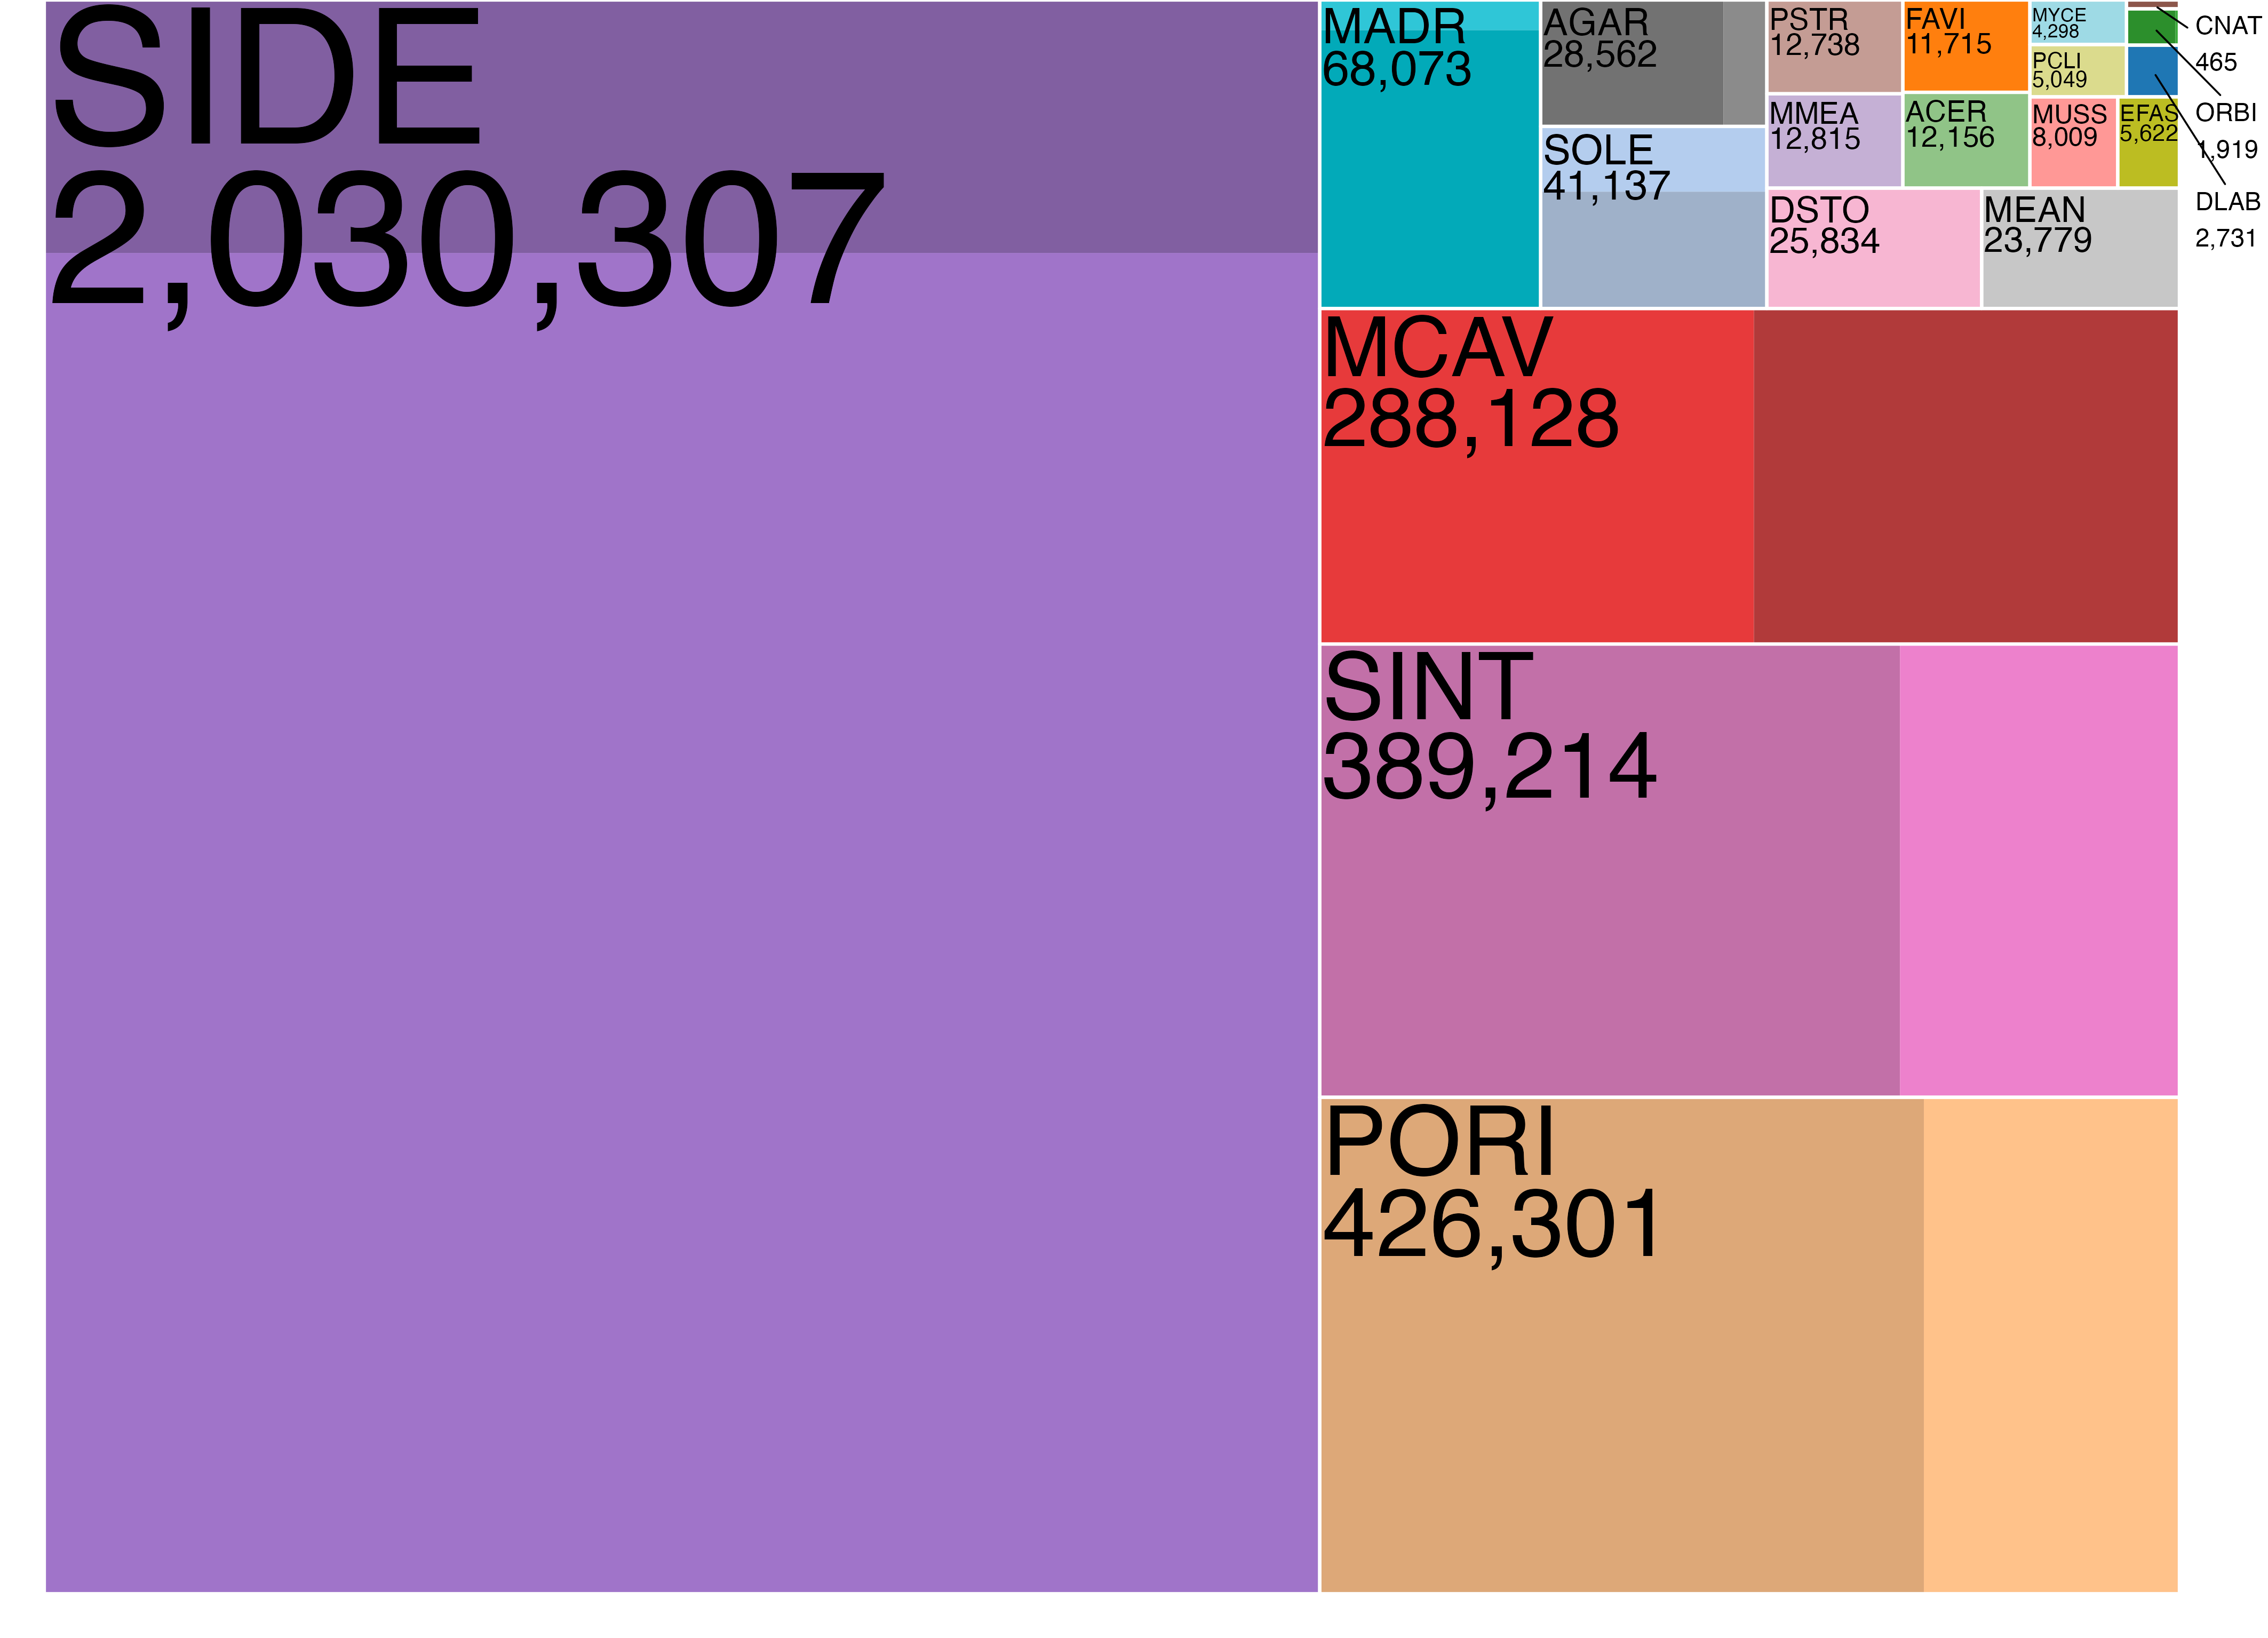 SIDE
2,030,307
MADR
68,073
AGAR
28,562
SOLE
41,137
PSTR
12,738
FAVI
11,715
MYCE
4,298
PCLI
5,049
MMEA
12,815
ACER
12,156
MUSS
8,009
EFAS
5,622
DSTO
25,834
MEAN
23,779
CNAT
465
ORBI
1,919
DLAB
2,731
MCAV
288,128
SINT
389,214
PORI
426,301